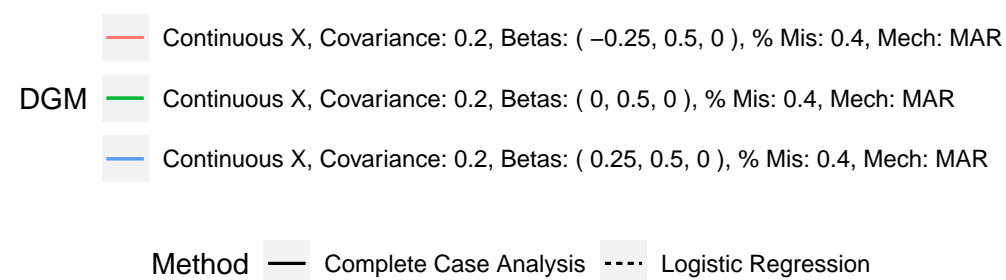 Continuous X, Covariance: 0.2, Betas: ( −0.25, 0.5, 0 ), % Mis: 0.4, Mech: MAR
DGM Continuous X, Covariance: 0.2, Betas: ( 0, 0.5, 0 ), % Mis: 0.4, Mech: MAR
Continuous X, Covariance: 0.2, Betas: ( 0.25, 0.5, 0 ), % Mis: 0.4, Mech: MAR
Method Complete Case Analysis Logistic Regression